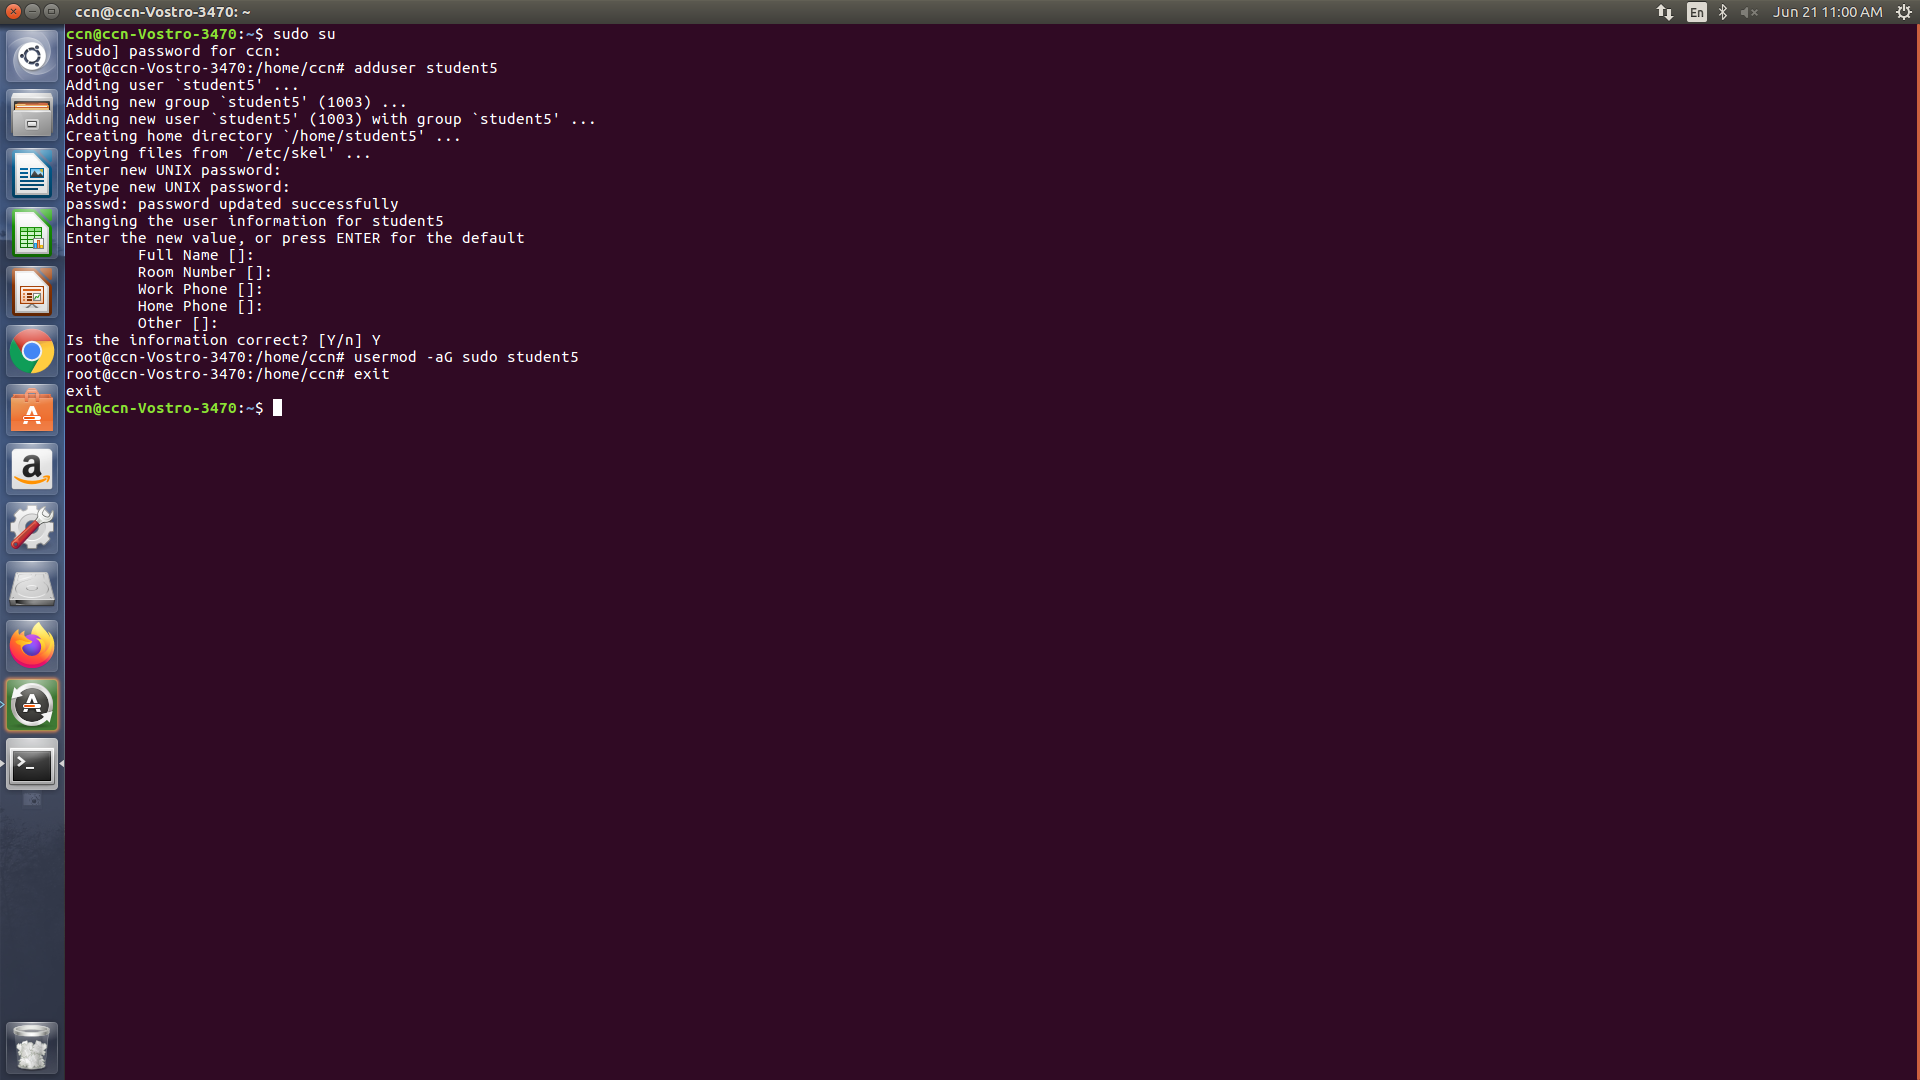 ccn@ccn-Vostro-3470: ~
En
Jun 21 11:00 AM
ccn@ccn-Vostro-3470:~$ sudo su
[sudo] password for ccn:
root@ccn-Vostro-3470:/home/ccn# adduser student5
Adding user `student5' ...
Adding new group `student5' (1003) ...
Adding new user `student5' (1003) with group `student5' ...
Creating home directory `/home/student5' ...
Copying files from `/etc/skel' ...
Enter new UNIX password:
Retype new UNIX password:
passwd: password updated successfully
Changing the user information for student5
Enter the new value, or press ENTER for the default
Full Name []:
Room Number []:
Work Phone []:
Home Phone []:
Other []:
Is the information correct? [Y/n] Y
root@ccn-Vostro-3470:/home/ccn# usermod -aG sudo student5
root@ccn-Vostro-3470:/home/ccn# exit
exit
ccn@ccn-Vostro-3470:~$